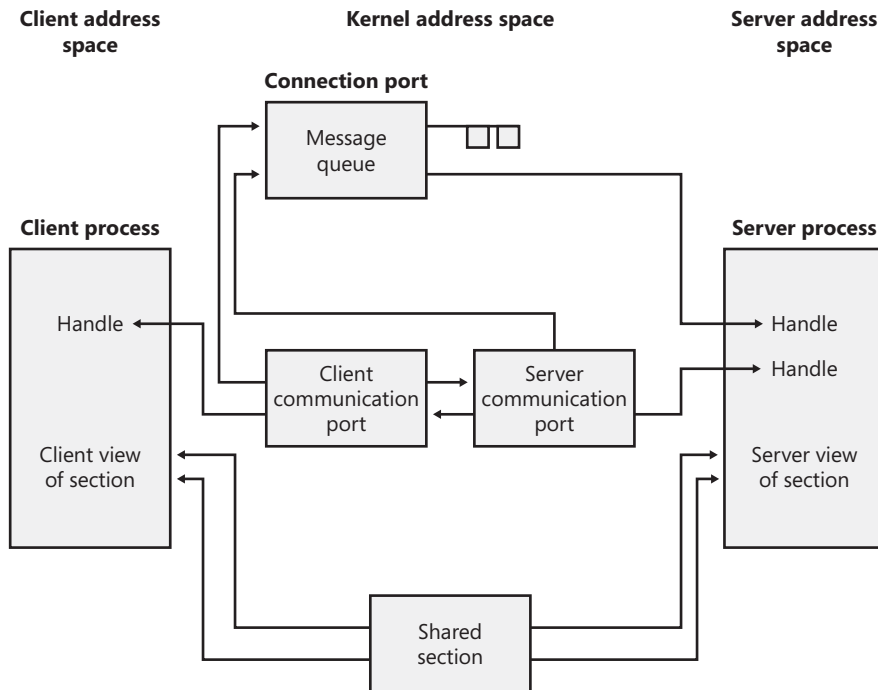 Client address
space
Kernel address space
Server address
space
Connection port
Message
queue
Client process
Server process
Handle
Handle
Handle
Client
communication
port
Server
communication
port
Client view
of section
Server view
of section
Shared
section